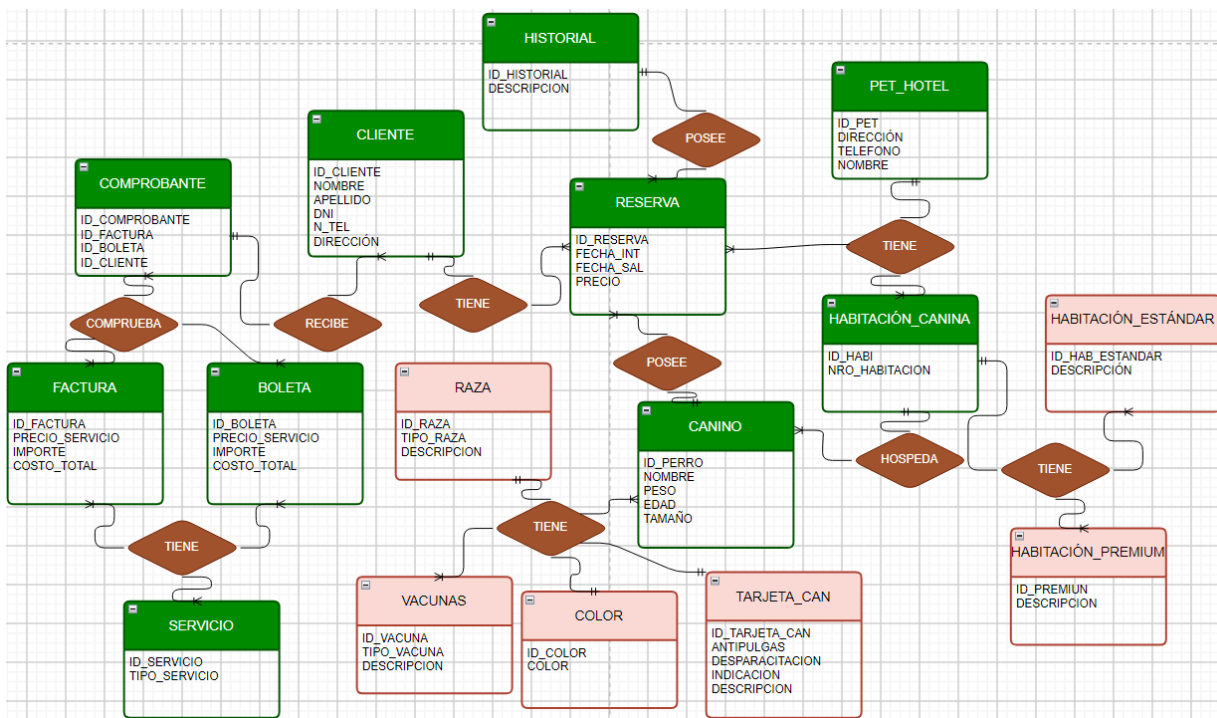 HISTORIAL
ID_HISTORIAL
DESCRIPCION
PET_HOTEL
ID_PET
DIRECCIÓN
TELEFONO
NOMBRE
CLIENTE
ID_CLIENTE
NOMBRE
APELLIDO
DNI
N_TEL
DIRECCIÓN
POSEE
COMPROBANTE
ID_COMPROBANTE
ID_FACTURA
ID_BOLETA
ID_CLIENTE
RESERVA
ID_RESERVA
FECHA_INT
FECHA_SAL
PRECIO
TIENE
TIENE
COMPRUEBA
RECIBE
HABITACIÓN_CANINA
ID_HABI
NRO_HABITACION
HABITACIÓN_ESTÁNDAR
ID_HAB_ESTANDAR
DESCRIPCIÓN
POSEE
FACTURA
ID_FACTURA
PRECIO_SERVICIO
IMPORTE
COSTO_TOTAL
BOLETA
ID_BOLETA
PRECIO_SERVICIO
IMPORTE
COSTO_TOTAL
RAZA
ID_RAZA
TIPO_RAZA
DESCRIPCION
CANINO
ID_PERRO
NOMBRE
PESO
EDAD
TAMAÑO
HOSPEDA
TIENE
TIENE
TIENE
HABITACIÓN_PREMIUM
ID_PREMIUN
DESCRIPCION
VACUNAS
ID_VACUNA
TIPO_VACUNA
DESCRIPCION
COLOR
ID_COLOR
COLOR
TARJETA_CAN
ID_TARJETA_CAN
ANTIPULGAS
DESPARACITACION
INDICACION
DESCRIPCION
SERVICIO
ID_SERVICIO
TIPO_SERVICIO